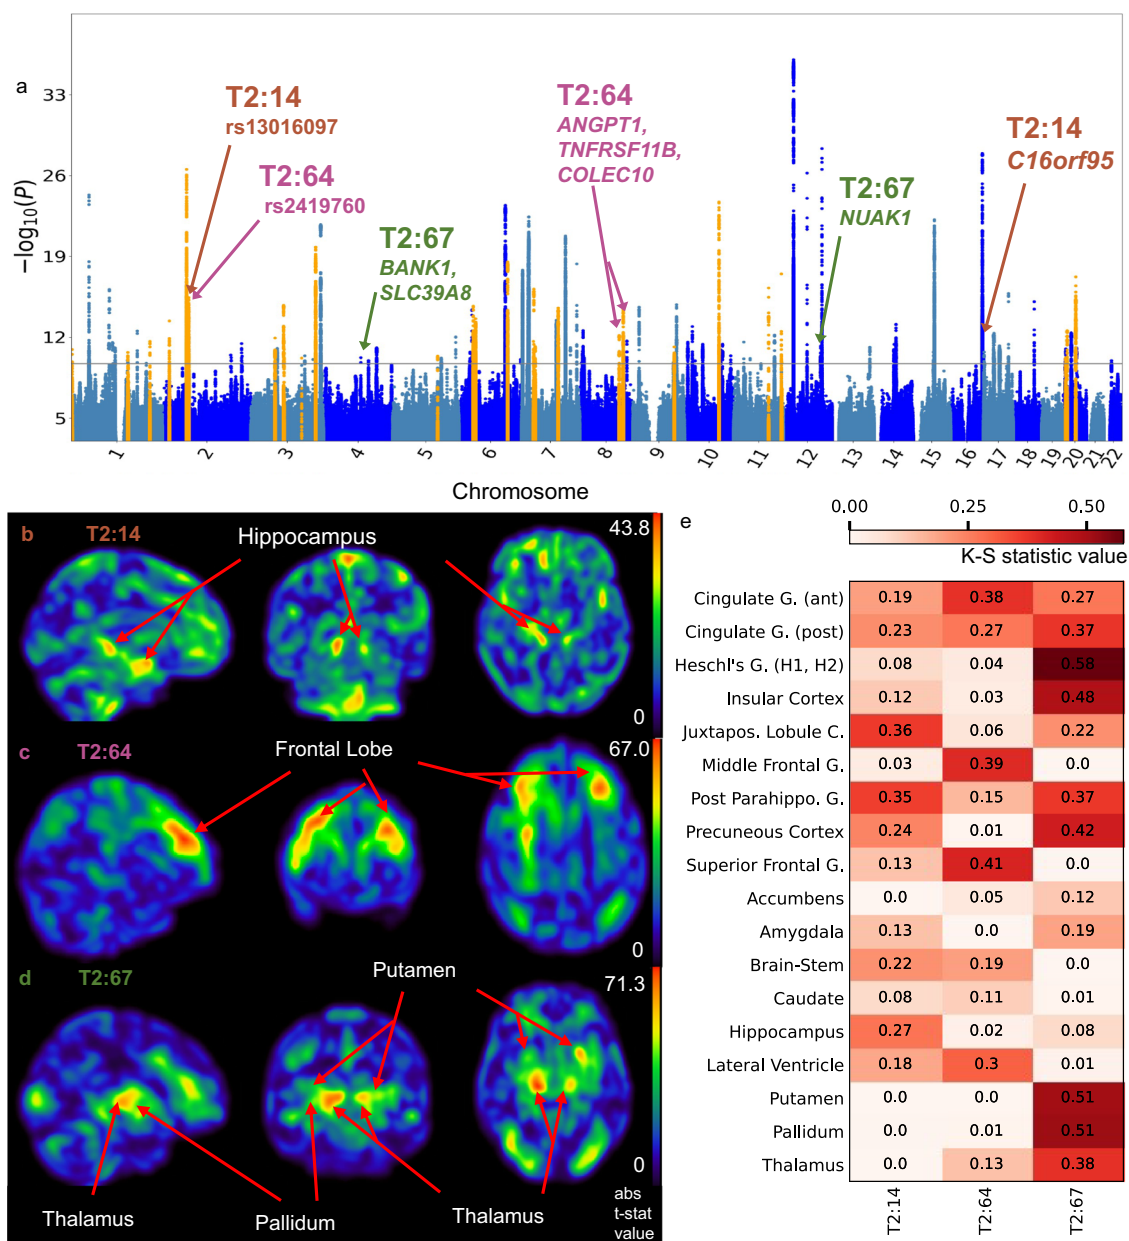 a
T2:14
rs13016097
T2:64
rs2419760
T2:67
BANK1,
SLC39A8
T2:64
ANGPT1,
TNFRSF11B,
COLEC10
T2:67
NUAK1
T2:14
C16orf95
−log10(P)
33
26
19
12
5
1 2 3 4 5 6 7 8 9 10 11 12 13 14 15 16 17 18 19 20 21 22
Chromosome
b T2:14
Hippocampus
43.8
0
c T2:64
Frontal Lobe
67.0
0
d T2:67
Putamen
71.3
0
abs
t-stat
value
Thalamus
Pallidum
Thalamus
e
0.00 0.25 0.50
K-S statistic value
Cingulate G. (ant) 0.19 0.38 0.27
Cingulate G. (post) 0.23 0.27 0.37
Heschl's G. (H1, H2) 0.08 0.04 0.58
Insular Cortex 0.12 0.03 0.48
Juxtapos. Lobule C. 0.36 0.06 0.22
Middle Frontal G. 0.03 0.39 0.0
Post Parahippo. G. 0.35 0.15 0.37
Precuneous Cortex 0.24 0.01 0.42
Superior Frontal G. 0.13 0.41 0.0
Accumbens 0.0 0.05 0.12
Amygdala 0.13 0.0 0.19
Brain-Stem 0.22 0.19 0.0
Caudate 0.08 0.11 0.01
Hippocampus 0.27 0.02 0.08
Lateral Ventricle 0.18 0.3 0.01
Putamen 0.0 0.0 0.51
Pallidum 0.0 0.01 0.51
Thalamus 0.0 0.13 0.38
T2:14 T2:64 T2:67